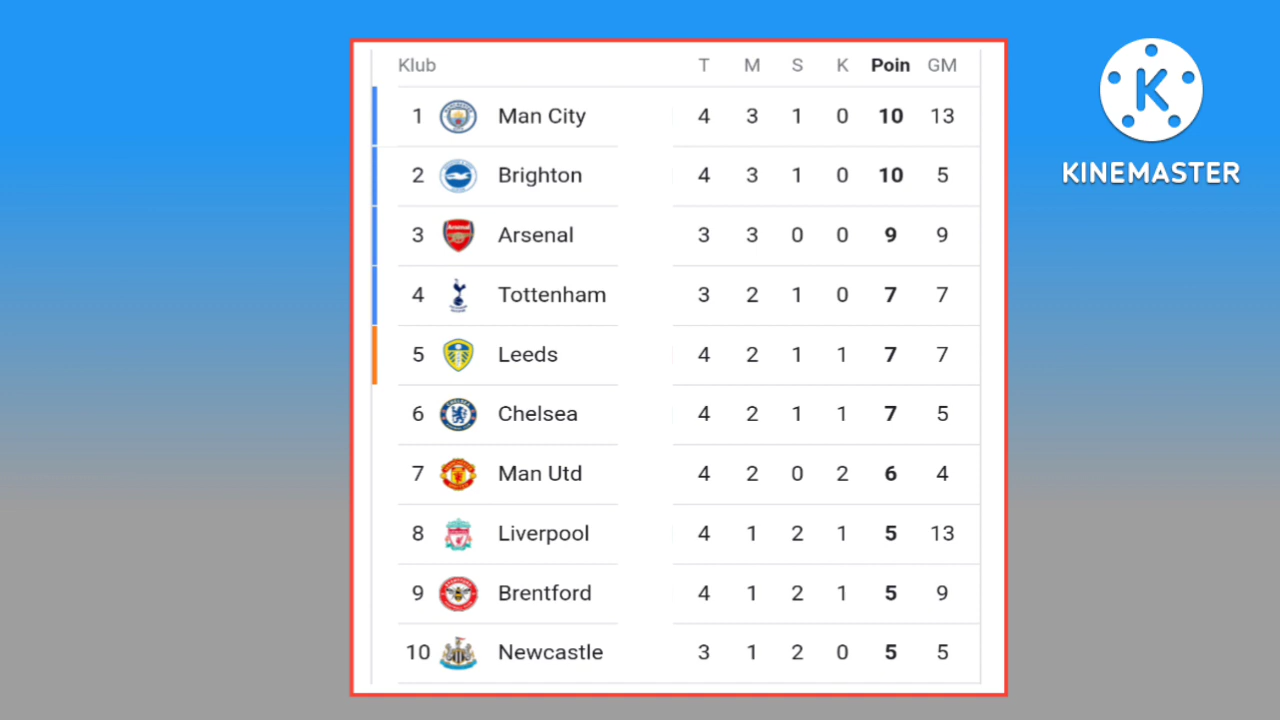 Klub T M S K Poin GM
1 Man City 4 3 1 0 10 13
2 Brighton 4 3 1 0 10 5
3 Arsenal 3 3 0 0 9 9
4 Tottenham 3 2 1 0 7 7
5 Leeds 4 2 1 1 7 7
6 Chelsea 4 2 1 1 7 5
7 Man Utd 4 2 0 2 6 4
8 Liverpool 4 1 2 1 5 13
9 Brentford 4 1 2 1 5 9
10 Newcastle 3 1 2 0 5 5
K
KINEMASTER